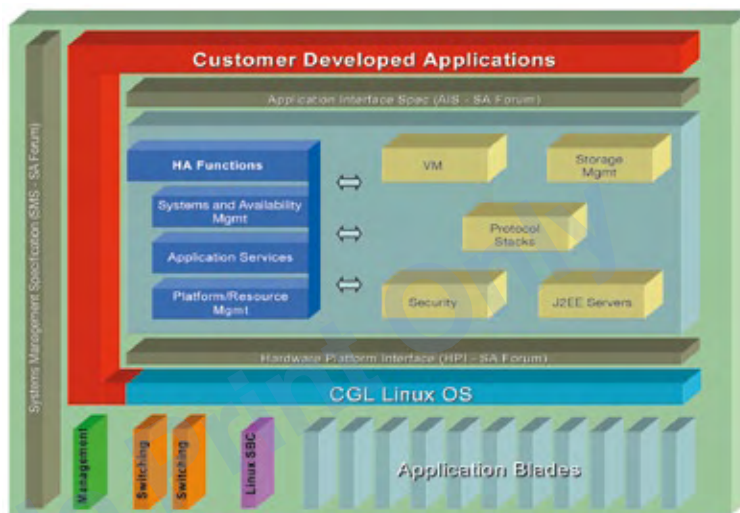 Customer Developed Applications
Application Interface Spec (AIS - SA Forum)
Systems Management Specification (SMS - SA Forum)
HA Functions
Systems and Availability
Mgmt
Application Services
Platform/Resource
Mgmt
VM
Storage
Mgmt
Protocol
Stacks
Security
J2EE Servers
Hardware Platform Interface (HPI - SA Forum)
CGL Linux OS
Management
Switching
Switching
Linux SBC
Application Blades
print only